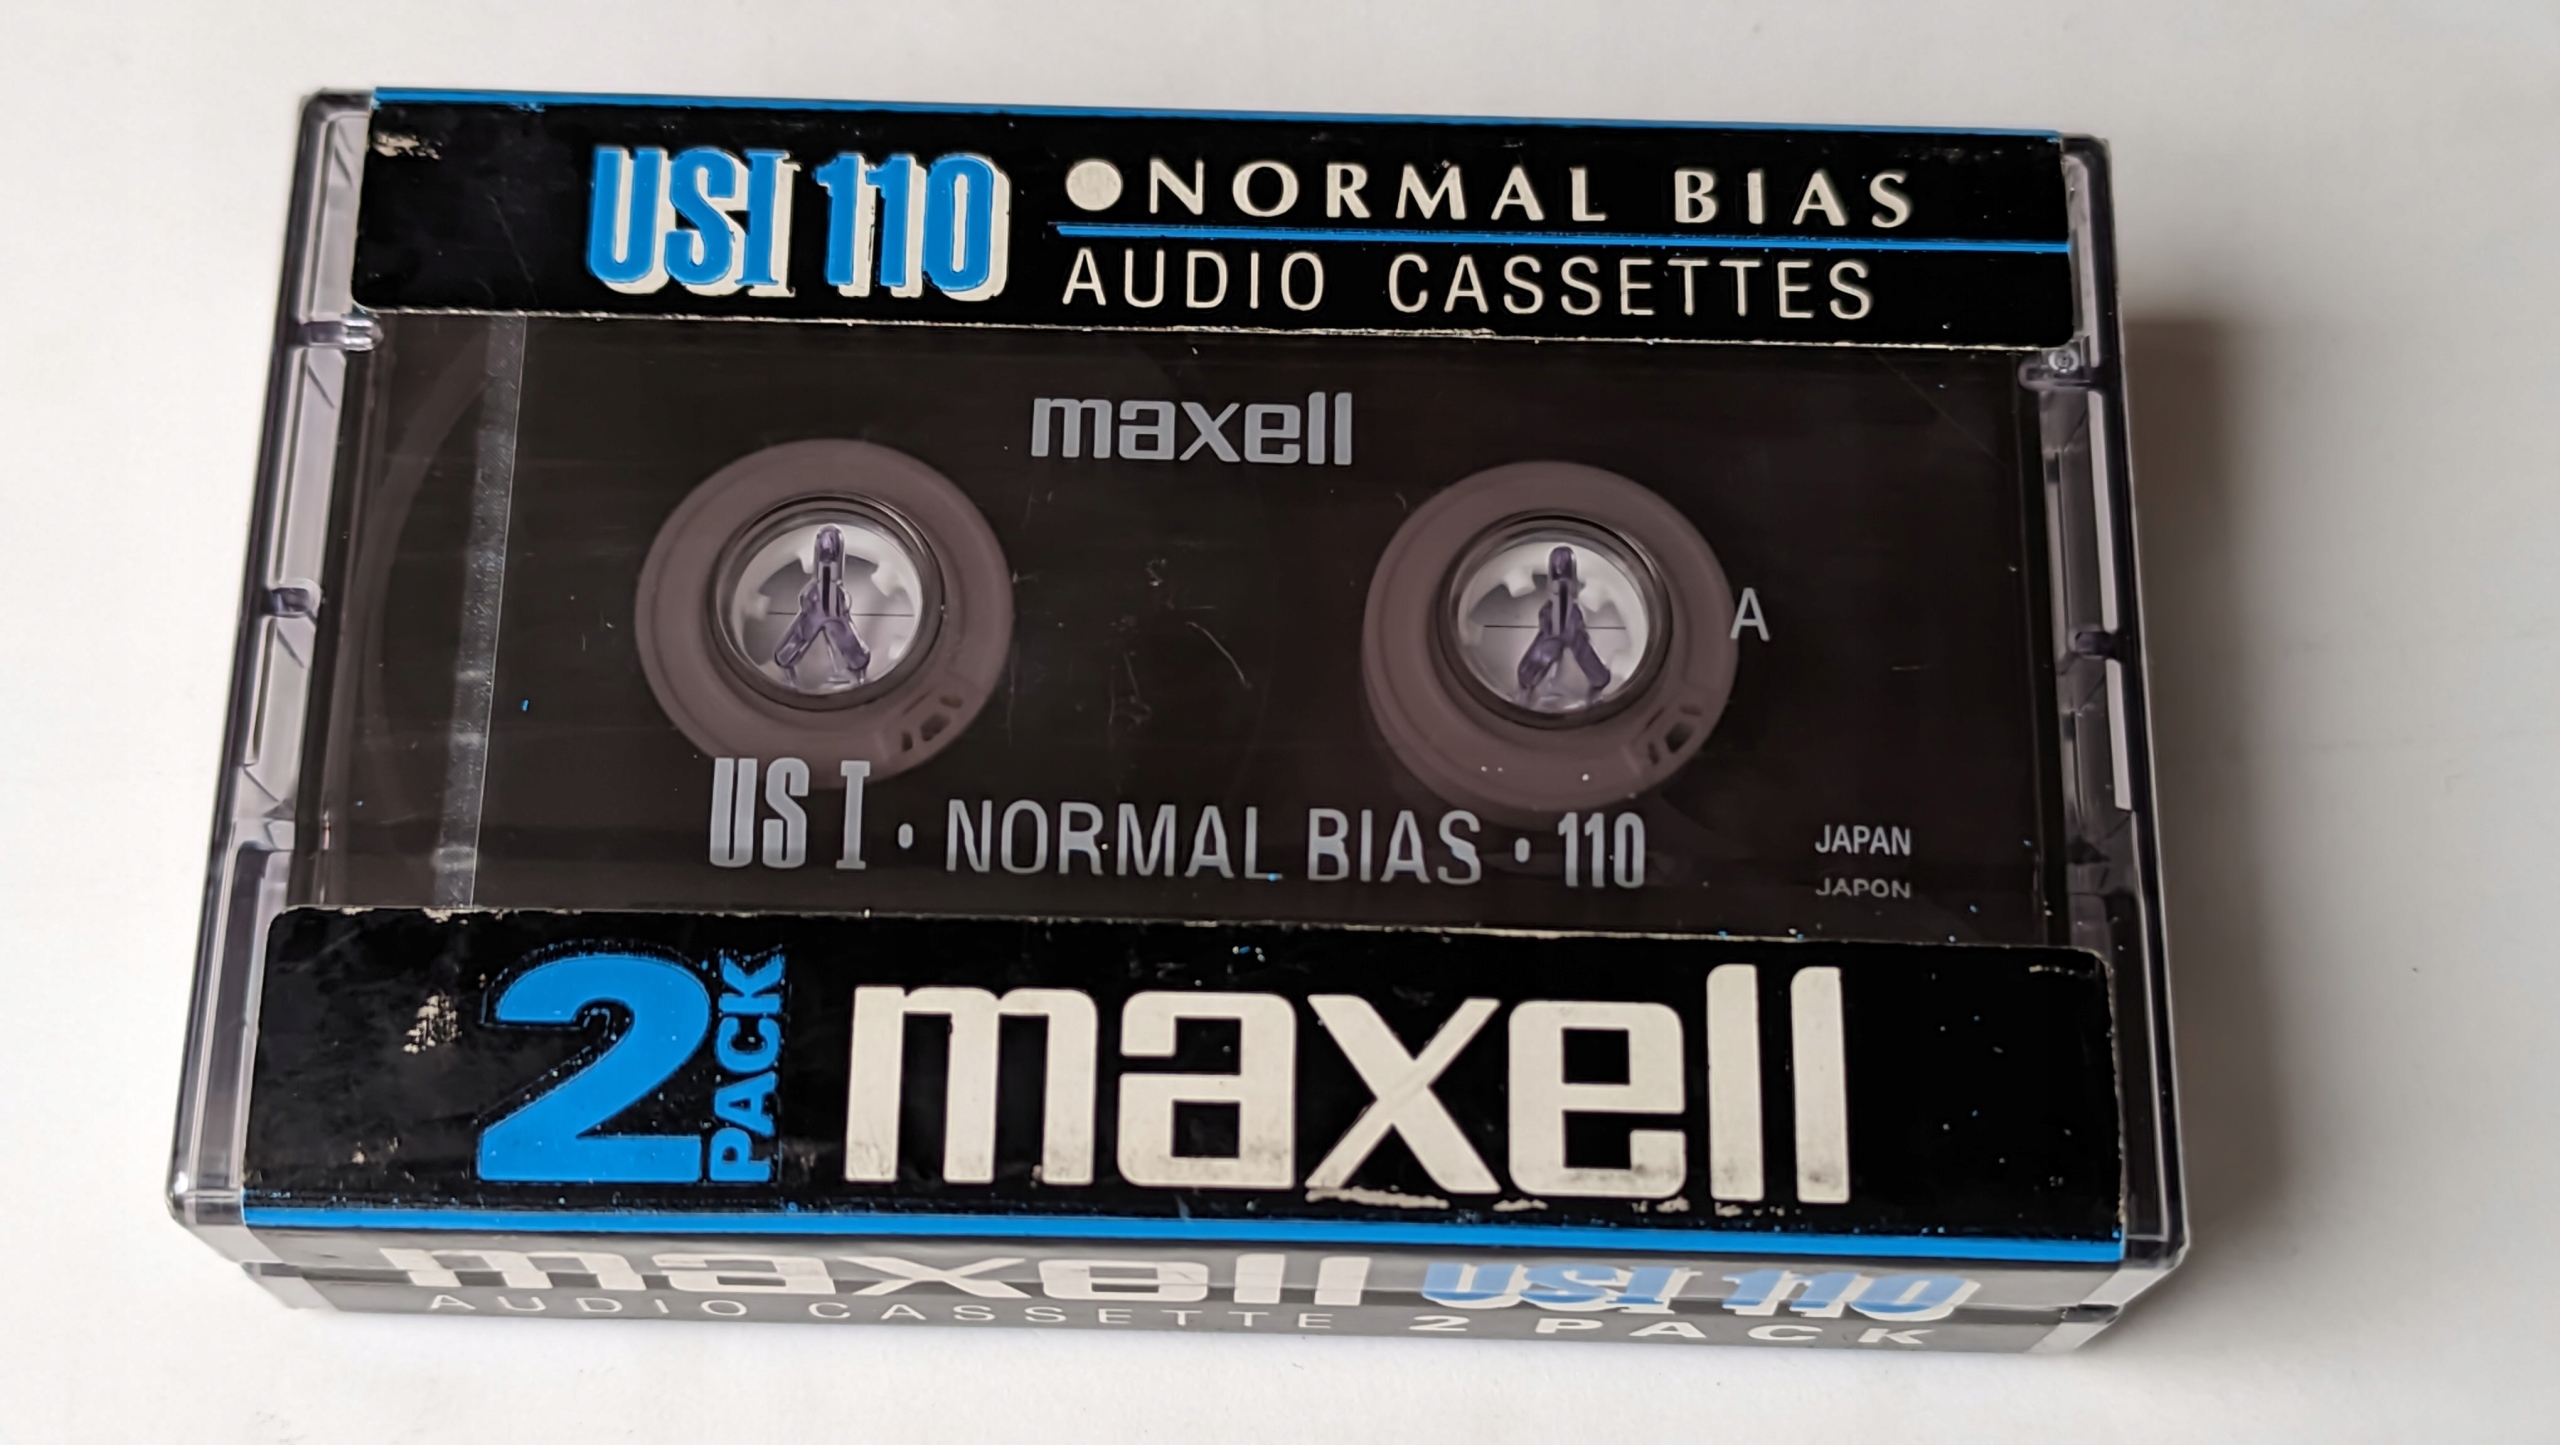 USI 110
● NORMAL BIAS
AUDIO CASSETTES
maxell
A
US I • NORMAL BIAS • 110
JAPAN
JAPON
2 PACK
maxell
maxell USI 110
AUDIO CASSETTE 2 PACK